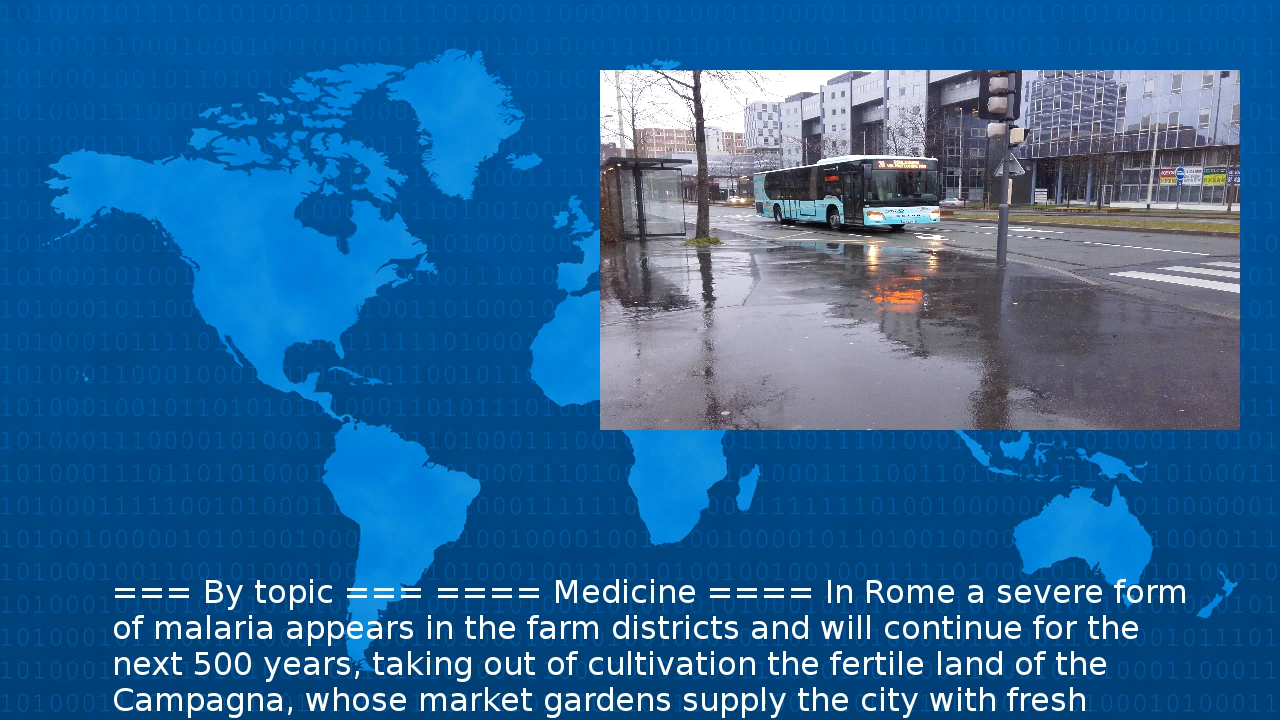 === By topic === ==== Medicine ==== In Rome a severe form
of malaria appears in the farm districts and will continue for the
next 500 years, taking out of cultivation the fertile land of the
Campagna, whose market gardens supply the city with fresh